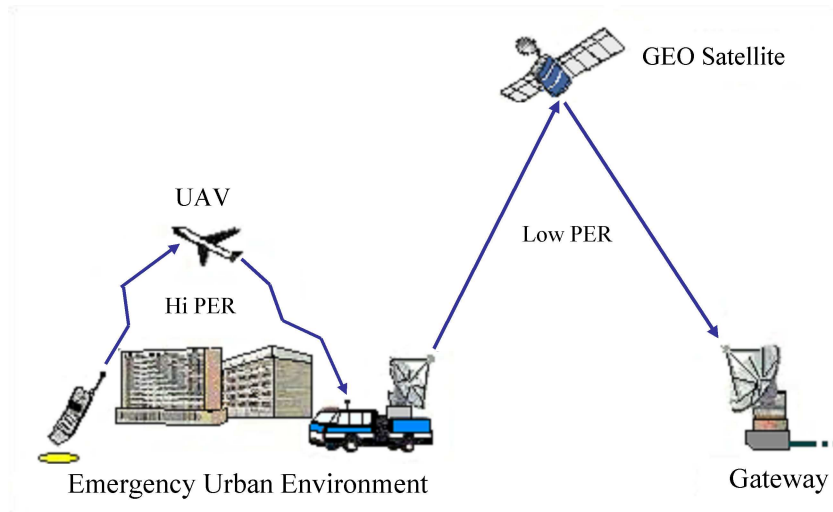 GEO Satellite
UAV
Low PER
Hi PER
Emergency Urban Environment
Gateway